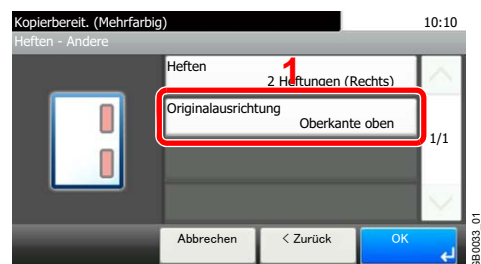 Kopierbereit. (Mehrfarbig)
10:10
Heften - Andere
Heften
1
2 Heftungen (Rechts)
Originalausrichtung
Oberkante oben
1/1
Abbrechen
< Zurück
OK
GB0033_01